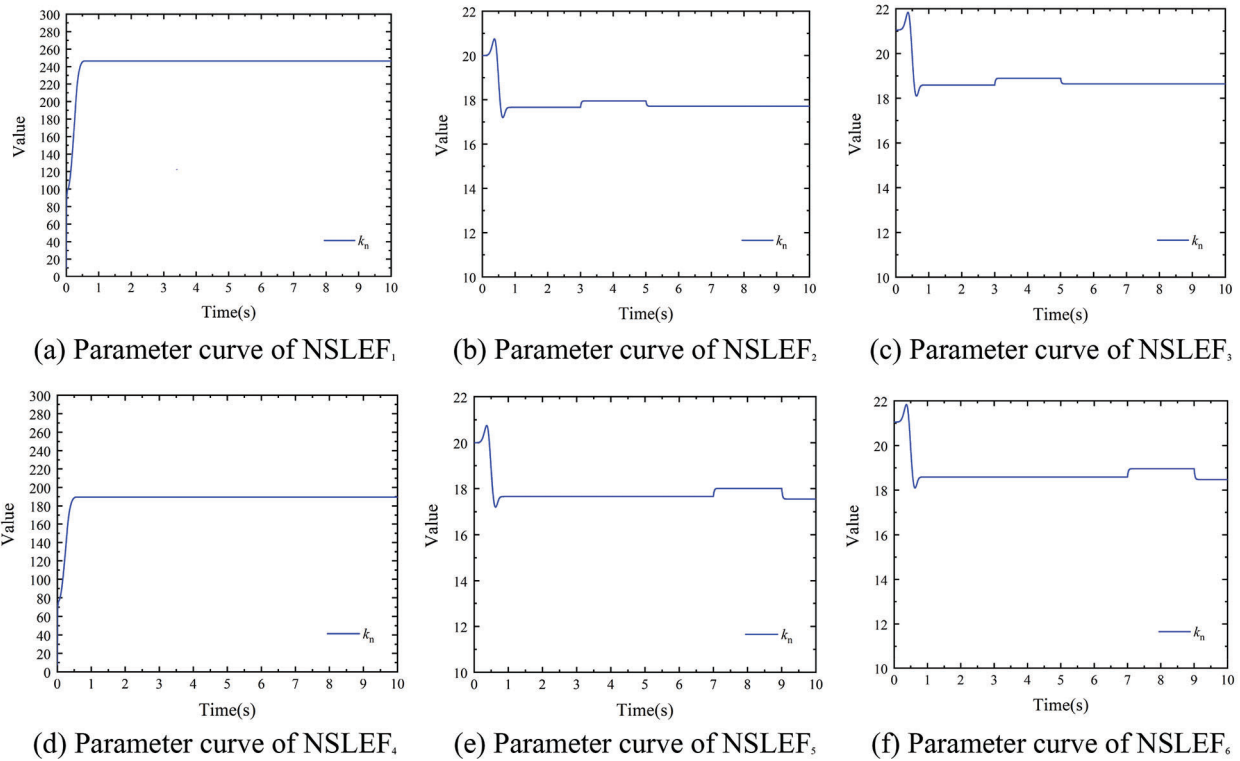 300
280
260
240
220
200
180
160
140
120
100
80
60
40
20
0
Value
kₙ
0 1 2 3 4 5 6 7 8 9 10
Time(s)
(a) Parameter curve of NSLEF₁
22
20
18
16
14
12
10
Value
kₙ
0 1 2 3 4 5 6 7 8 9 10
Time(s)
(b) Parameter curve of NSLEF₂
22
20
18
16
14
12
10
Value
kₙ
0 1 2 3 4 5 6 7 8 9 10
Time(s)
(c) Parameter curve of NSLEF₃
300
280
260
240
220
200
180
160
140
120
100
80
60
40
20
0
Value
kₙ
0 1 2 3 4 5 6 7 8 9 10
Time(s)
(d) Parameter curve of NSLEF₄
22
20
18
16
14
12
10
Value
kₙ
0 1 2 3 4 5 6 7 8 9 10
Time(s)
(e) Parameter curve of NSLEF₅
22
20
18
16
14
12
10
Value
kₙ
0 1 2 3 4 5 6 7 8 9 10
Time(s)
(f) Parameter curve of NSLEF₆